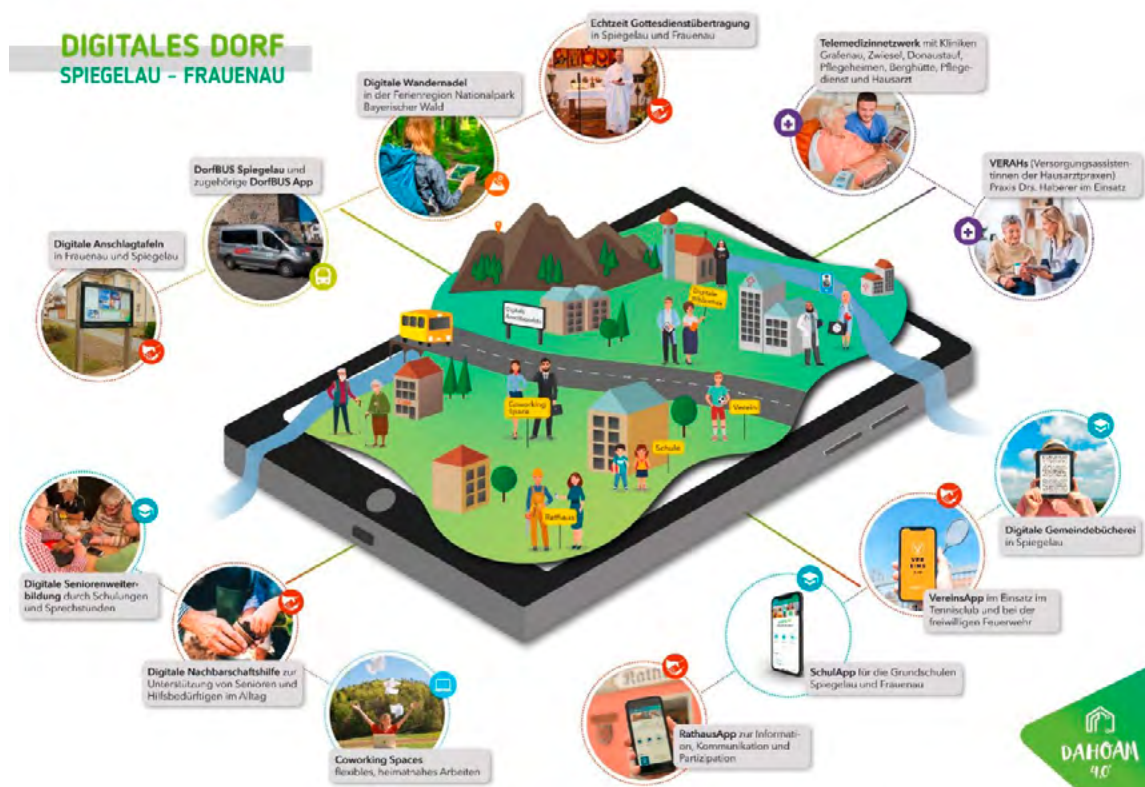 DIGITALES DORF
SPIEGELAU – FRAUENAU
Echtzeit Gottesdienstübertragung
in Spiegelau und Frauenau
Telemedizinnetzwerk mit Kliniken
Grafenau, Zwiesel, Donaustauf,
Pflegeheimen, Berghütte, Pflege-
dienst und Hausarzt
Digitale Wandernadel
in der Ferienregion Nationalpark
Bayerischer Wald
VERAHs (Versorgungsassisten-
tinnen der Hausarztpraxen)
Praxis Drs. Haberer im Einsatz
DorfBUS Spiegelau und
zugehörige DorfBUS App
Digitale Anschlagtafeln
in Frauenau und Spiegelau
Digitale
Digitale
Coworking
Space
Verein
Schule
Rathaus
Digitale Gemeindebücherei
in Spiegelau
Digitale Seniorenweiter-
bildung durch Schulungen
und Sprechstunden
VEREINS
VereinsApp im Einsatz im
Tennisclub und bei der
freiwilligen Feuerwehr
Digitale Nachbarschaftshilfe zur
Unterstützung von Senioren und
Hilfsbedürftigen im Alltag
SchulApp für die Grundschulen
Spiegelau und Frauenau
Rath
RathausApp zur Informati-
on, Kommunikation und
Partizipation
Coworking Spaces
flexibles, heimatnahes Arbeiten
DAHOAM
4.0